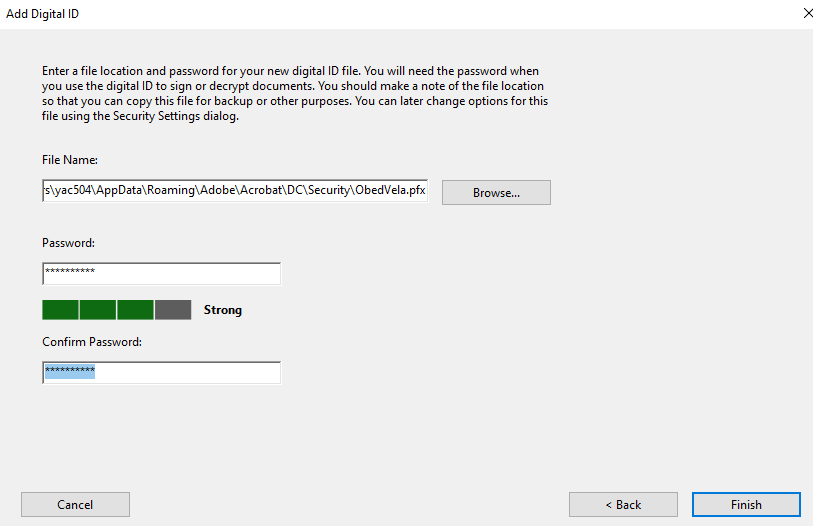 Add Digital ID
Enter a file location and password for your new digital ID file. You will need the password when
you use the digital ID to sign or decrypt documents. You should make a note of the file location
so that you can copy this file for backup or other purposes. You can later change options for this
file using the Security Settings dialog.
File Name:
's\yac504\AppData\Roaming\Adobe\Acrobat\DC\Security\ObedVela.pfx
Browse...
Password:
**********
Strong
Confirm Password:
**********
Cancel
< Back
Finish